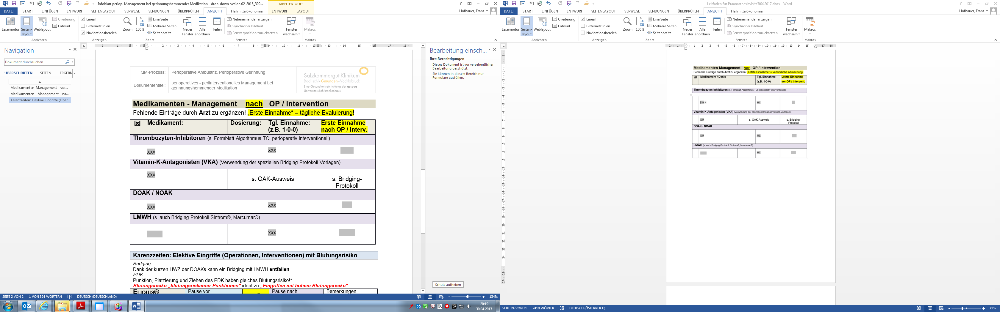 Infoblatt periop. Management bei gerinnungshemmender Medikation - drop-down-vesion 02-2016_300...
TABELLENTOOLS
DATEI START EINFÜGEN ENTWURF SEITENLAYOUT VERWEISE SENDUNGEN ÜBERPRÜFEN ANSICHT Heilmittelökonomie ENTWURF LAYOUT
Hofbauer, Franz
Lesemodus
Seiten-
layout
Weblayout
Gliederung
Entwurf
Ansichten
Lineal
Gitternetzlinien
Navigationsbereich
Anzeigen
Zoom
100%
Eine Seite
Mehrere Seiten
Seitenbreite
Zoom
Neues
Fenster
Alle
anordnen
Teilen
Nebeneinander anzeigen
Synchroner Bildlauf
Fensterposition zurücksetzen
Fenster
Fenster
wechseln
Makros
Makros
Navigation
Dokument durchsuchen
ÜBERSCHRIFTEN SEITEN ERGEBN
Medikamenten-Management vor...
Medikamenten - Management na...
Karenzzeiten: Elektive Eingriffe (Oper...
QM-Prozess: Perioperative Ambulanz, Perioperative Gerinnung
Dokumententitel: perioperatives - periinterventionelles Management bei
gerinnungshemmender Medikation
Salzkammergut-Klinikum
Bad Ischl • Gmunden • Vöcklabruck
Eine Gesundheitseinrichtung der gespag
Universitäts-Lehrkrankenhaus
Medikamenten - Management nach OP / Intervention
Fehlende Einträge durch Arzt zu ergänzen! „Erste Einnahme“ = tägliche Evaluierung!
Medikament: Dosierung: Tgl. Einnahme: Erste Einnahme
(z.B. 1-0-0) nach OP / Interv.
Thrombozyten-Inhibitoren (s. Formblatt Algorithmus-TCI-perioperativ-interventionell)
xxx xxx
Vitamin-K-Antagonisten (VKA) (Verwendung der speziellen Bridging-Protokoll-Vorlagen)
xxx
s. OAK-Ausweis s. Bridging-
Protokoll
DOAK / NOAK
xxx xxx
LMWH (s. auch Bridging-Protokoll Sintrom®, Marcumar®)
xxx
Karenzzeiten: Elektive Eingriffe (Operationen, Interventionen) mit Blutungsrisiko
Bridging:
Dank der kurzen HWZ der DOAKs kann ein Bridging mit LMWH entfallen.
PDK:
Punktion, Platzierung und Ziehen des PDK haben gleiches Blutungsrisiko!*
Blutungsrisiko „blutungsriskanter Punktionen“ ident zu „Eingriffen mit hohem Blutungsrisiko“
ELIQUIS® Pause vor Pause nach Bemerkungen
Bearbeitung einsch...
Ihre Berechtigungen
Dieses Dokument ist vor versehentlicher
Bearbeitung geschützt.
Sie können in diesem Bereich nur
Formulare ausfüllen.
Schutz aufheben
SEITE 2 VON 2 1 VON 324 WÖRTERN DEUTSCH (DEUTSCHLAND) 134%
20:19
30.04.2017
Leitfaden für Präanästhesievisite30042017.docx - Word
DATEI START EINFÜGEN ENTWURF SEITENLAYOUT VERWEISE SENDUNGEN ÜBERPRÜFEN ANSICHT Heilmittelökonomie
Hofbauer, Franz
Lesemodus
Seiten-
layout
Weblayout
Gliederung
Entwurf
Ansichten
Lineal
Gitternetzlinien
Navigationsbereich
Anzeigen
Zoom
100%
Eine Seite
Mehrere Seiten
Seitenbreite
Zoom
Neues
Fenster
Alle
anordnen
Teilen
Nebeneinander anzeigen
Synchroner Bildlauf
Fensterposition zurücksetzen
Fenster
Fenster
wechseln
Makros
Makros
Medikamenten-Management vor OP / Intervention
Fehlende Einträge durch Arzt zu ergänzen! „Letzte Einnahme“ = verbindliche Abmachung!
Medikament / Dosis Tgl. Einnahme: Letzte Einnahme
(z.B. 1-0-0) vor OP / Intervent.
Thrombozyten-Inhibitoren (s. Formblatt Algorithmus-TCI-perioperativ-interventionell)
xxx xxx
Vitamin-K-Antagonisten (VKA) (Verwendung der speziellen Bridging-Protokoll-Vorlagen)
xxx s. OAK-Ausweis s. Bridging-
Protokoll
DOAK / NOAK
xxx xxx
LMWH (s. auch Bridging-Protokoll Sintrom®, Marcumar®)
xxx
SEITE 24 VON 31 2419 WÖRTER DEUTSCH (ÖSTERREICH) 72%